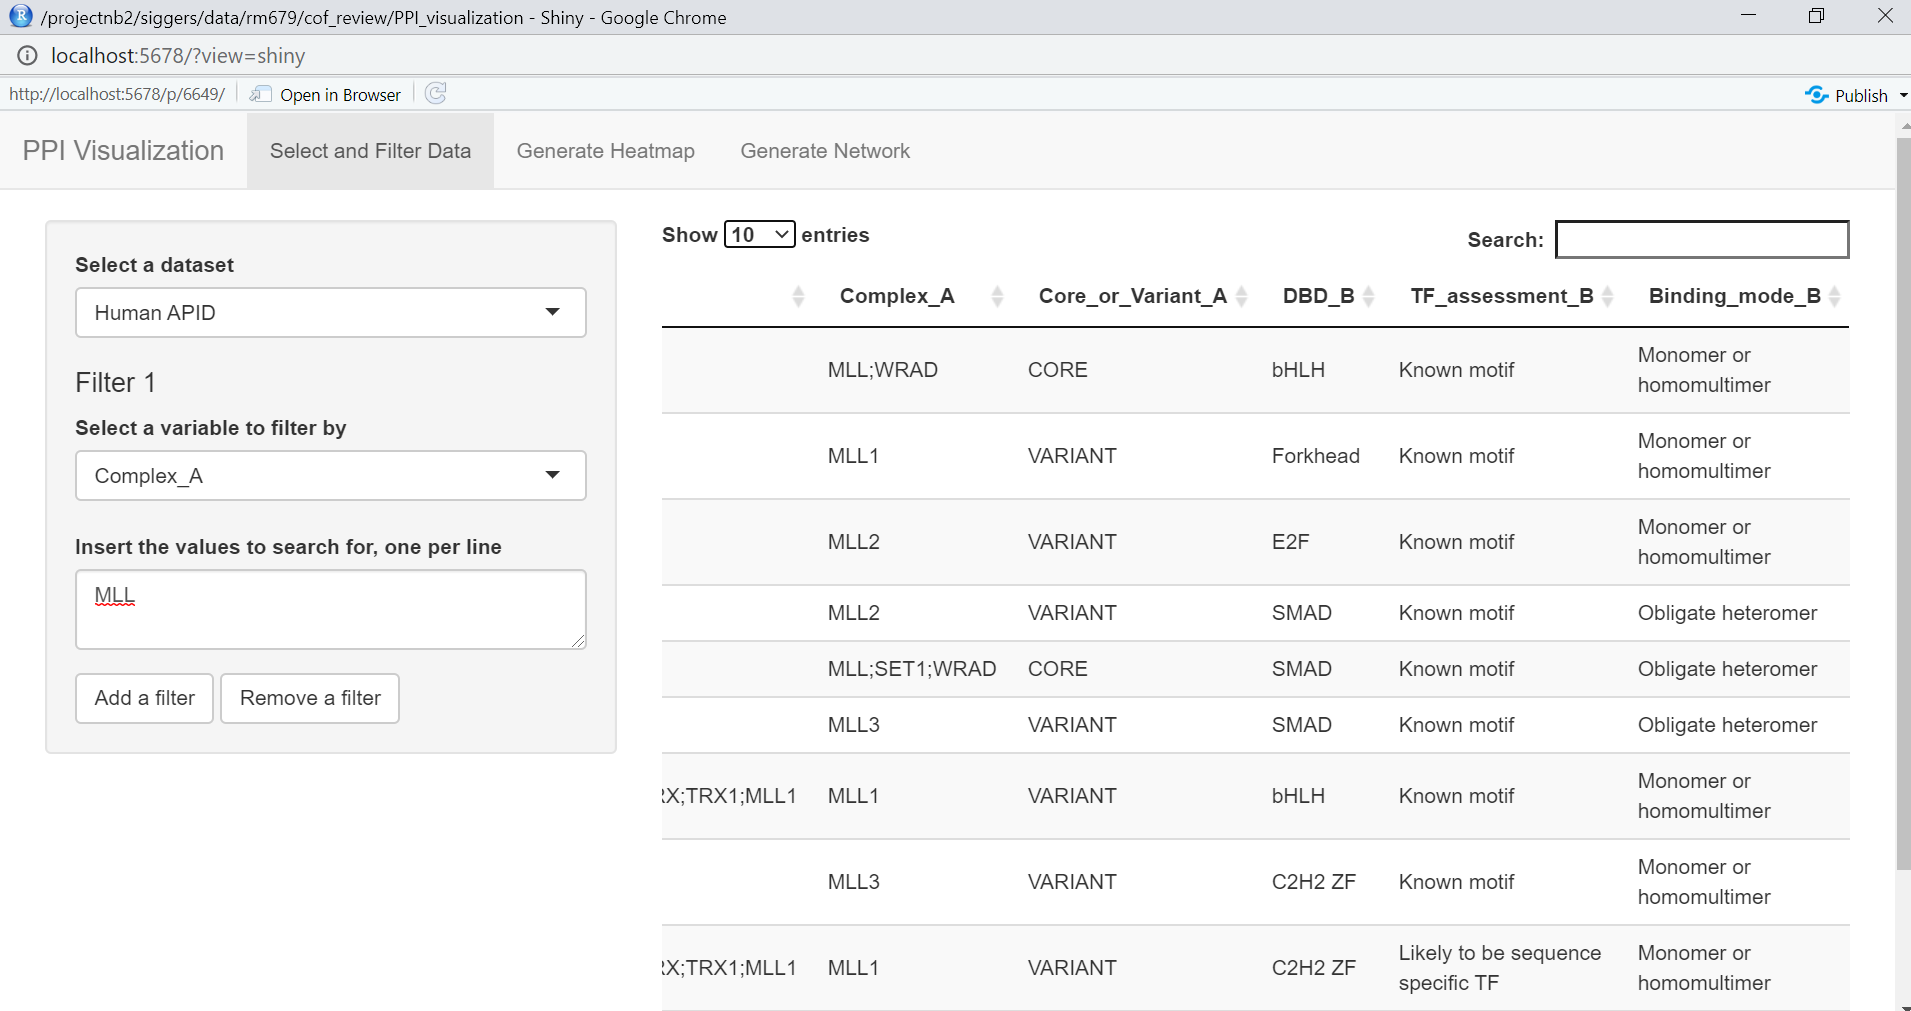 /projectnb2/siggers/data/rm679/cof_review/PPI_visualization - Shiny - Google Chrome
localhost:5678/?view=shiny
http://localhost:5678/p/6649/ Open in Browser Publish
PPI Visualization Select and Filter Data Generate Heatmap Generate Network
Select a dataset
Human APID
Filter 1
Select a variable to filter by
Complex_A
Insert the values to search for, one per line
MLL
Add a filter Remove a filter
Show 10 entries
Search:
Complex_A Core_or_Variant_A DBD_B TF_assessment_B Binding_mode_B
MLL;WRAD CORE bHLH Known motif Monomer or
homomultimer
MLL1 VARIANT Forkhead Known motif Monomer or
homomultimer
MLL2 VARIANT E2F Known motif Monomer or
homomultimer
MLL2 VARIANT SMAD Known motif Obligate heteromer
MLL;SET1;WRAD CORE SMAD Known motif Obligate heteromer
MLL3 VARIANT SMAD Known motif Obligate heteromer
X;TRX1;MLL1 MLL1 VARIANT bHLH Known motif Monomer or
homomultimer
MLL3 VARIANT C2H2 ZF Known motif Monomer or
homomultimer
X;TRX1;MLL1 MLL1 VARIANT C2H2 ZF Likely to be sequence Monomer or
specific TF homomultimer